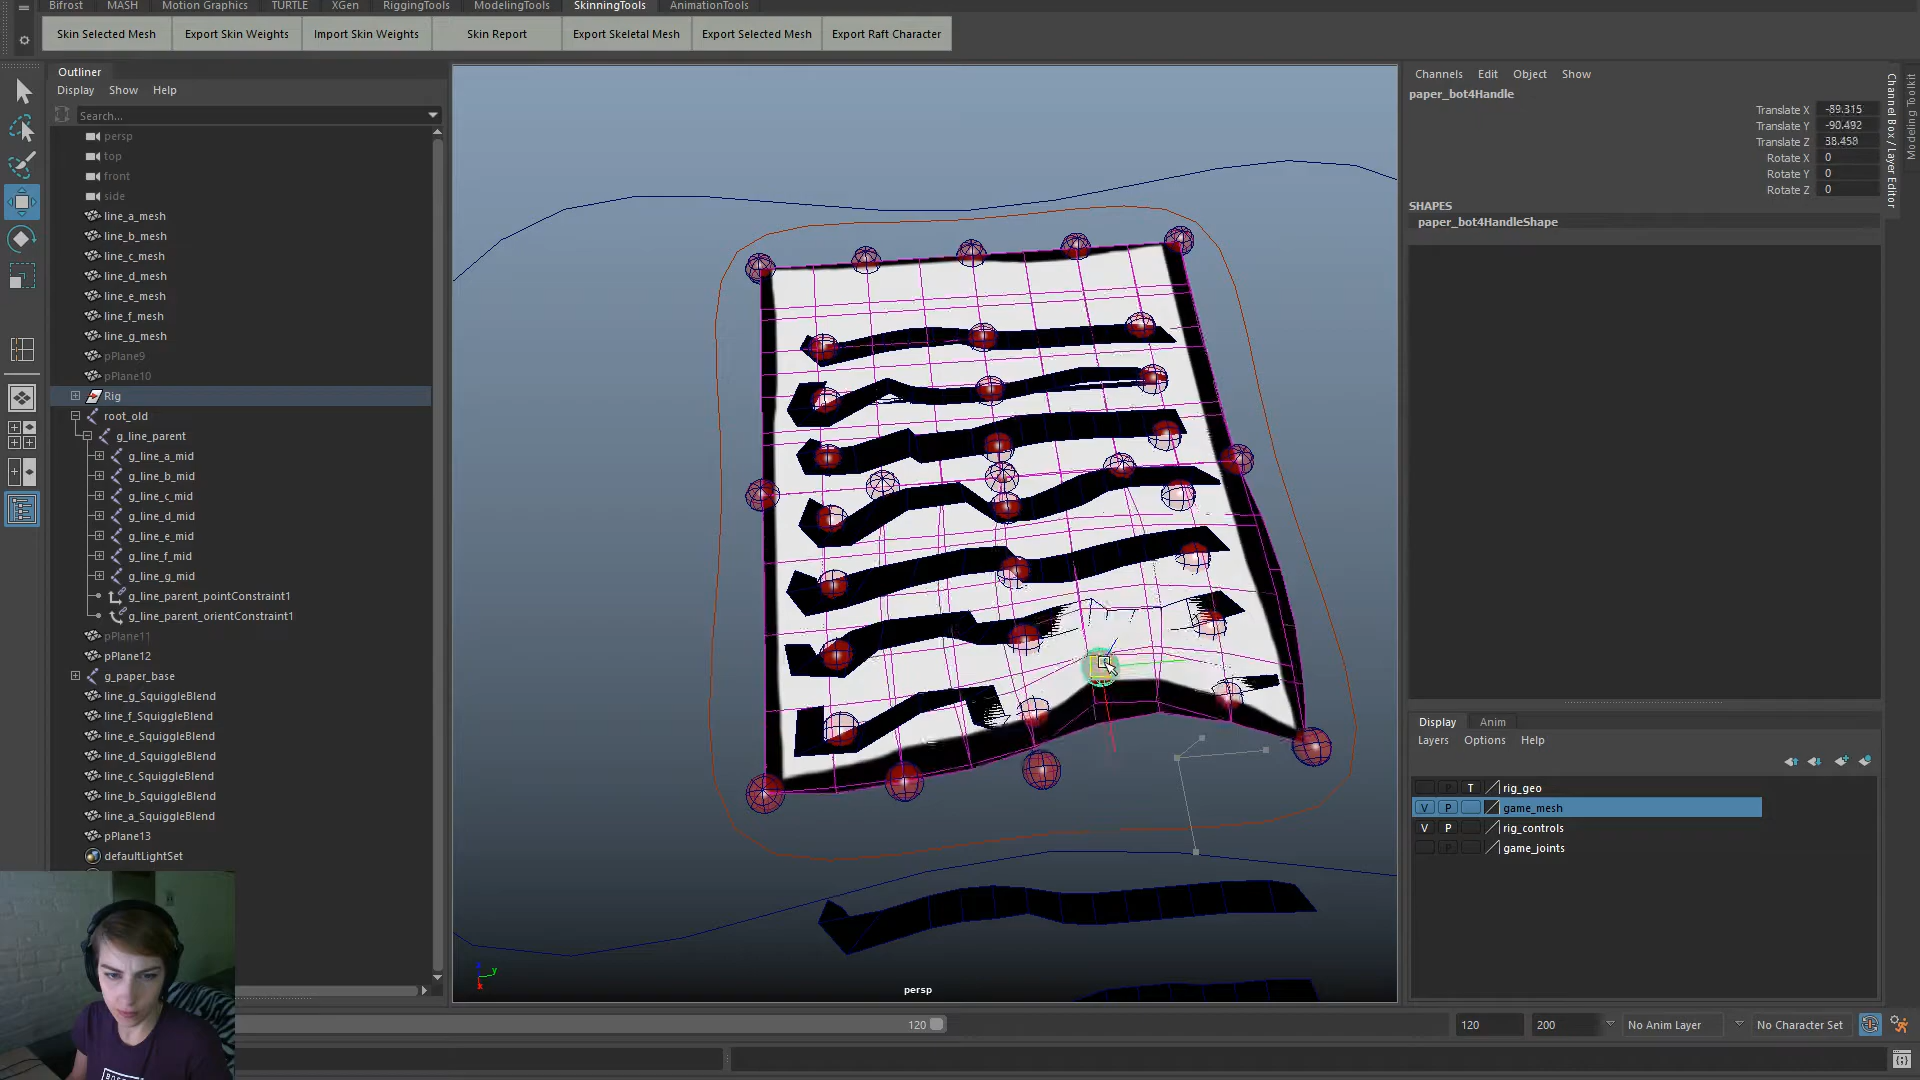 Bifrost MASH Motion Graphics TURTLE XGen RiggingTools ModelingTools SkinningTools AnimationTools
Skin Selected Mesh Export Skin Weights Import Skin Weights Skin Report Export Skeletal Mesh Export Selected Mesh Export Raft Character
Outliner
Display Show Help
Search...
persp
top
front
side
line_a_mesh
line_b_mesh
line_c_mesh
line_d_mesh
line_e_mesh
line_f_mesh
line_g_mesh
pPlane9
pPlane10
Rig
root_old
g_line_parent
g_line_a_mid
g_line_b_mid
g_line_c_mid
g_line_d_mid
g_line_e_mid
g_line_f_mid
g_line_g_mid
g_line_parent_pointConstraint1
g_line_parent_orientConstraint1
pPlane11
pPlane12
g_paper_base
line_g_SquiggleBlend
line_f_SquiggleBlend
line_e_SquiggleBlend
line_d_SquiggleBlend
line_c_SquiggleBlend
line_b_SquiggleBlend
line_a_SquiggleBlend
pPlane13
defaultLightSet
y
persp
Channels Edit Object Show
paper_bot4Handle
Translate X -89.315
Translate Y -90.492
Translate Z 38.458
Rotate X 0
Rotate Y 0
Rotate Z 0
SHAPES
paper_bot4HandleShape
Channel Box / Layer Editor
Modeling Toolkit
Display Anim
Layers Options Help
T rig_geo
V P game_mesh
V P rig_controls
game_joints
120 120 200 No Anim Layer No Character Set